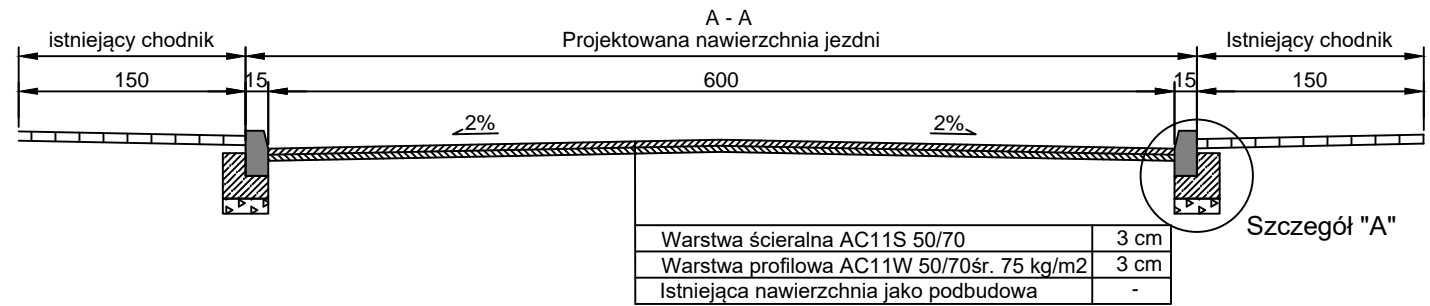 A - A
istniejący chodnik
Projektowana nawierzchnia jezdni
Istniejący chodnik
150
15
600
15
150
2%
2%
Szczegół "A"
Warstwa ścieralna AC11S 50/70 3 cm
Warstwa profilowa AC11W 50/70śr. 75 kg/m2 3 cm
Istniejąca nawierzchnia jako podbudowa -